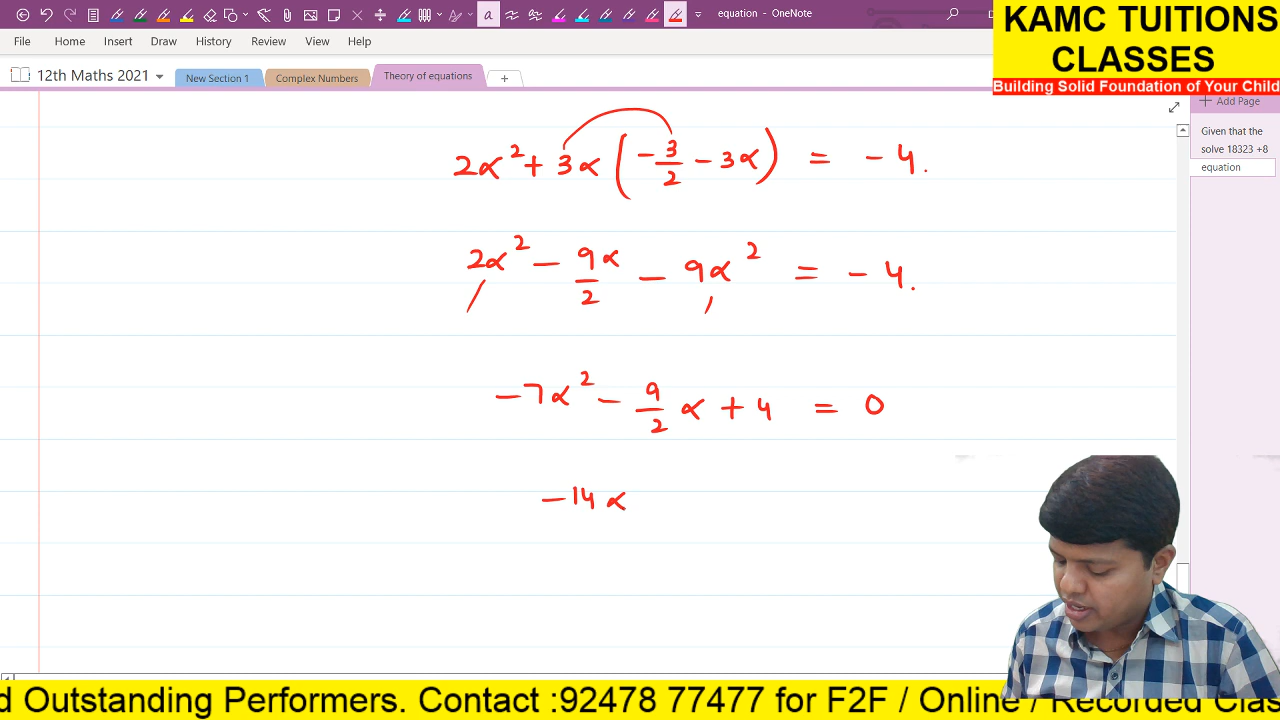 equation - OneNote
KAMC TUITIONS
CLASSES
Building Solid Foundation of Your Child
File Home Insert Draw History Review View Help
12th Maths 2021
New Section 1
Complex Numbers
Theory of equations
Add Page
Given that the
solve 18323 +8
equation
2α² + 3α ( - 3/2 - 3α ) = - 4.
2α² - 9α/2 - 9α² = - 4.
-7α² - 9/2 α + 4 = 0
-14α
d Outstanding Performers. Contact :92478 77477 for F2F / Online / Recorded Clas